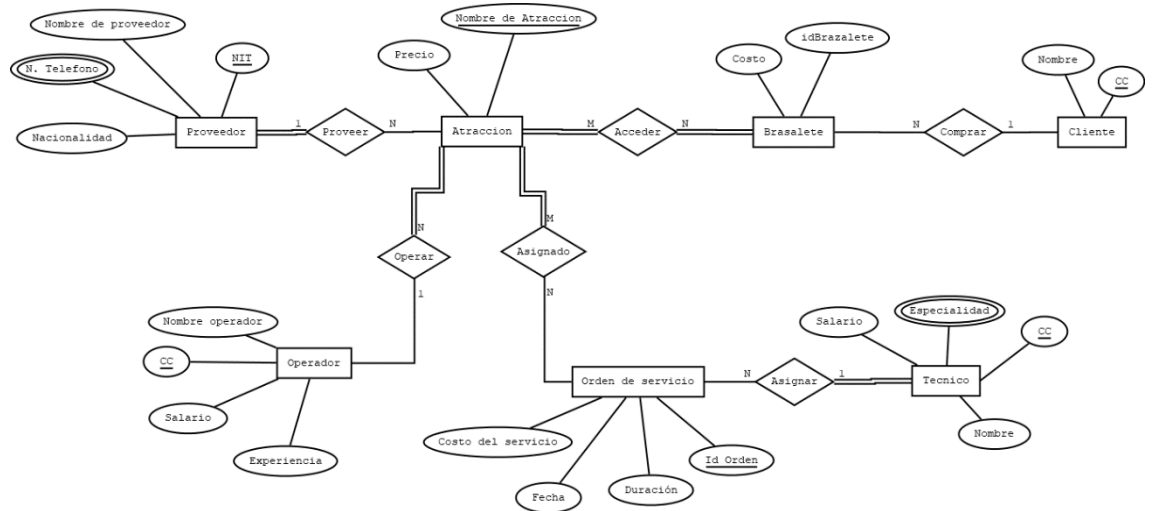 Nombre de proveedor
Nombre de Atraccion
N. Telefono
NIT
Precio
Costo
idBrazalete
Nombre
CC
Nacionalidad
Proveedor
1
Proveer
N
Atraccion
M
Acceder
N
Brasalete
N
Comprar
1
Cliente
N
M
Operar
Asignado
1
N
Nombre operador
CC
Operador
Salario
Experiencia
Salario
Especialidad
CC
Orden de servicio
N
Asignar
1
Tecnico
Nombre
Costo del servicio
Id Orden
Fecha
Duración